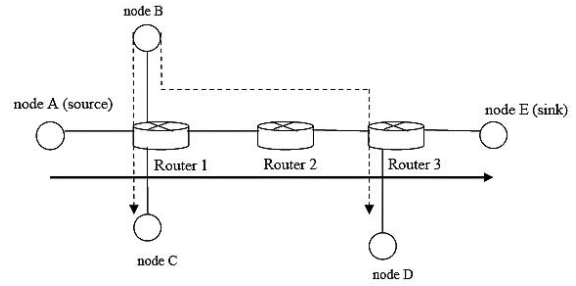 node B
node A (source)
node E (sink)
Router 1
Router 2
Router 3
node C
node D